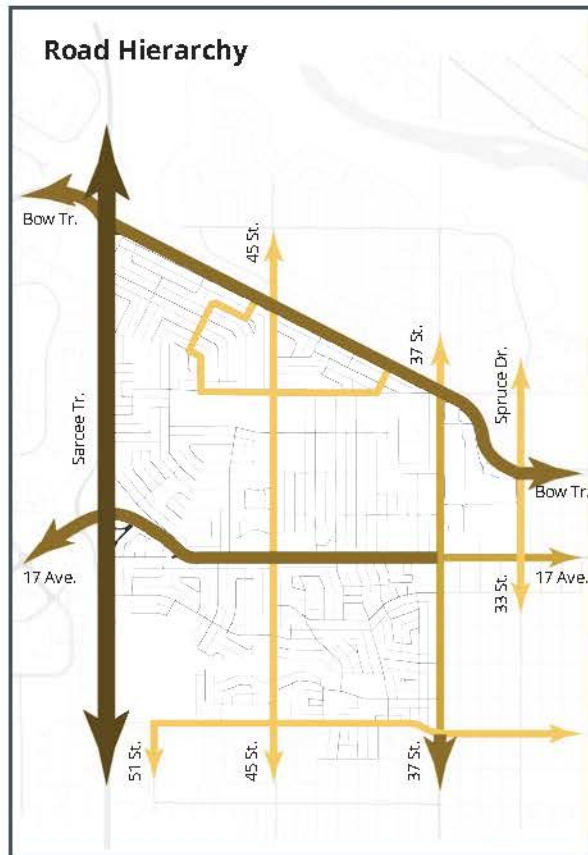 Road Hierarchy
Bow Tr.
45 St.
37 St.
Spruce Dr.
Sarcee Tr.
Bow Tr.
17 Ave.
17 Ave.
33 St.
51 St.
45 St.
37 St.